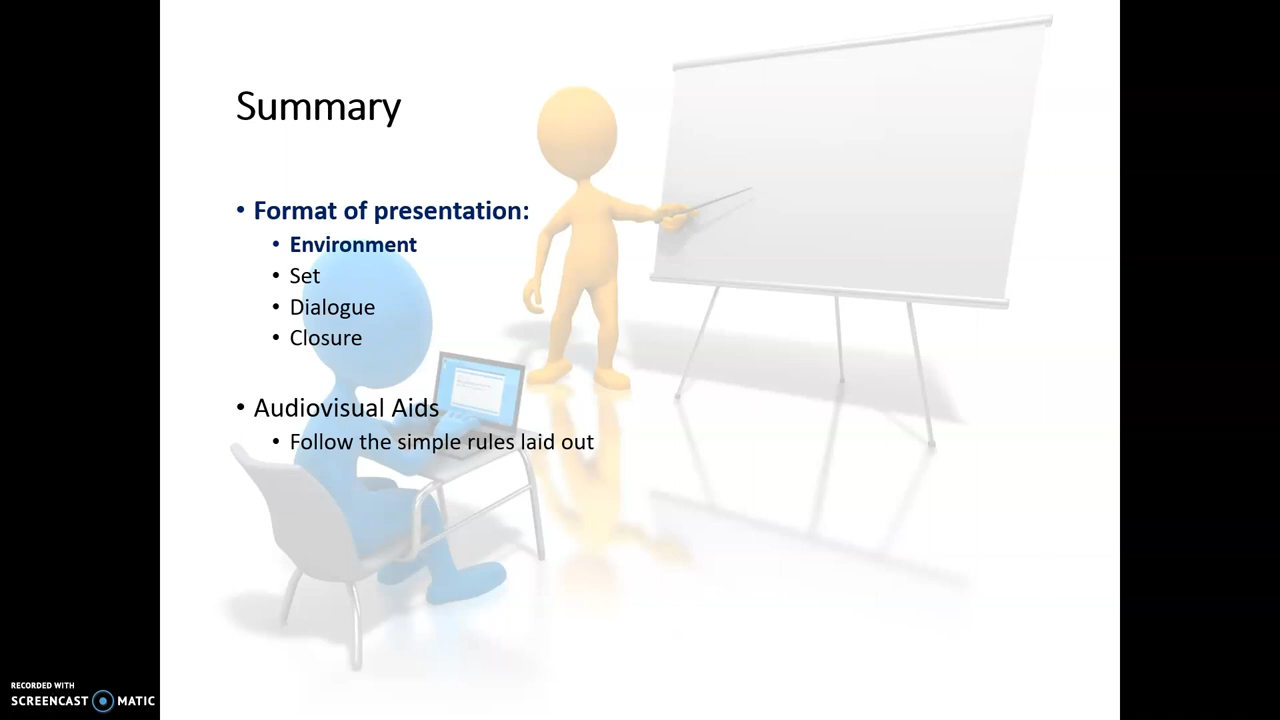 Summary
• Format of presentation:
• Environment
• Set
• Dialogue
• Closure
• Audiovisual Aids
• Follow the simple rules laid out
RECORDED WITH
SCREENCAST MATIC